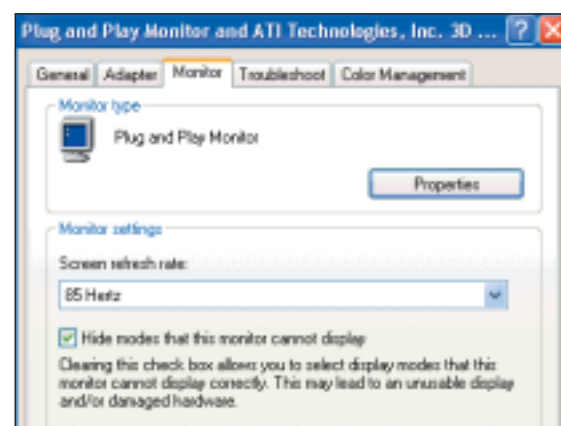 Plug and Play Monitor and ATI Technologies, Inc. 3D ...
General Adapter Monitor Troubleshoot Color Management
Monitor type
Plug and Play Monitor
Properties
Monitor settings
Screen refresh rate:
85 Hertz
Hide modes that this monitor cannot display
Clearing this check box allows you to select display modes that this
monitor cannot display correctly. This may lead to an unusable display
and/or damaged hardware.